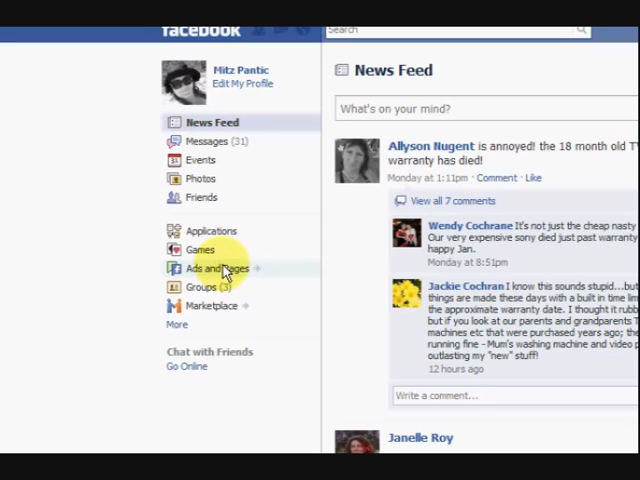 facebook
Search
Mitz Pantic
Edit My Profile
News Feed
Messages (31)
Events
Photos
Friends
Applications
Games
Ads and Pages
Groups (3)
Marketplace
More
Chat with Friends
Go Online
News Feed
What's on your mind?
Allyson Nugent is annoyed! the 18 month old T
warranty has died!
Monday at 1:11pm · Comment · Like
View all 7 comments
Wendy Cochrane It's not just the cheap nasty
Our very expensive sony died just past warranty
happy Jan.
Monday at 8:51pm
Jackie Cochran I know this sounds stupid...but
things are made these days with a built in time
the approximate warranty date. I thought it
but if you look at our parents and grandparents
machines etc that were purchased years ago;
running fine - Mum's washing machine and video
outlasting my "new" stuff!
12 hours ago
Write a comment...
Janelle Roy